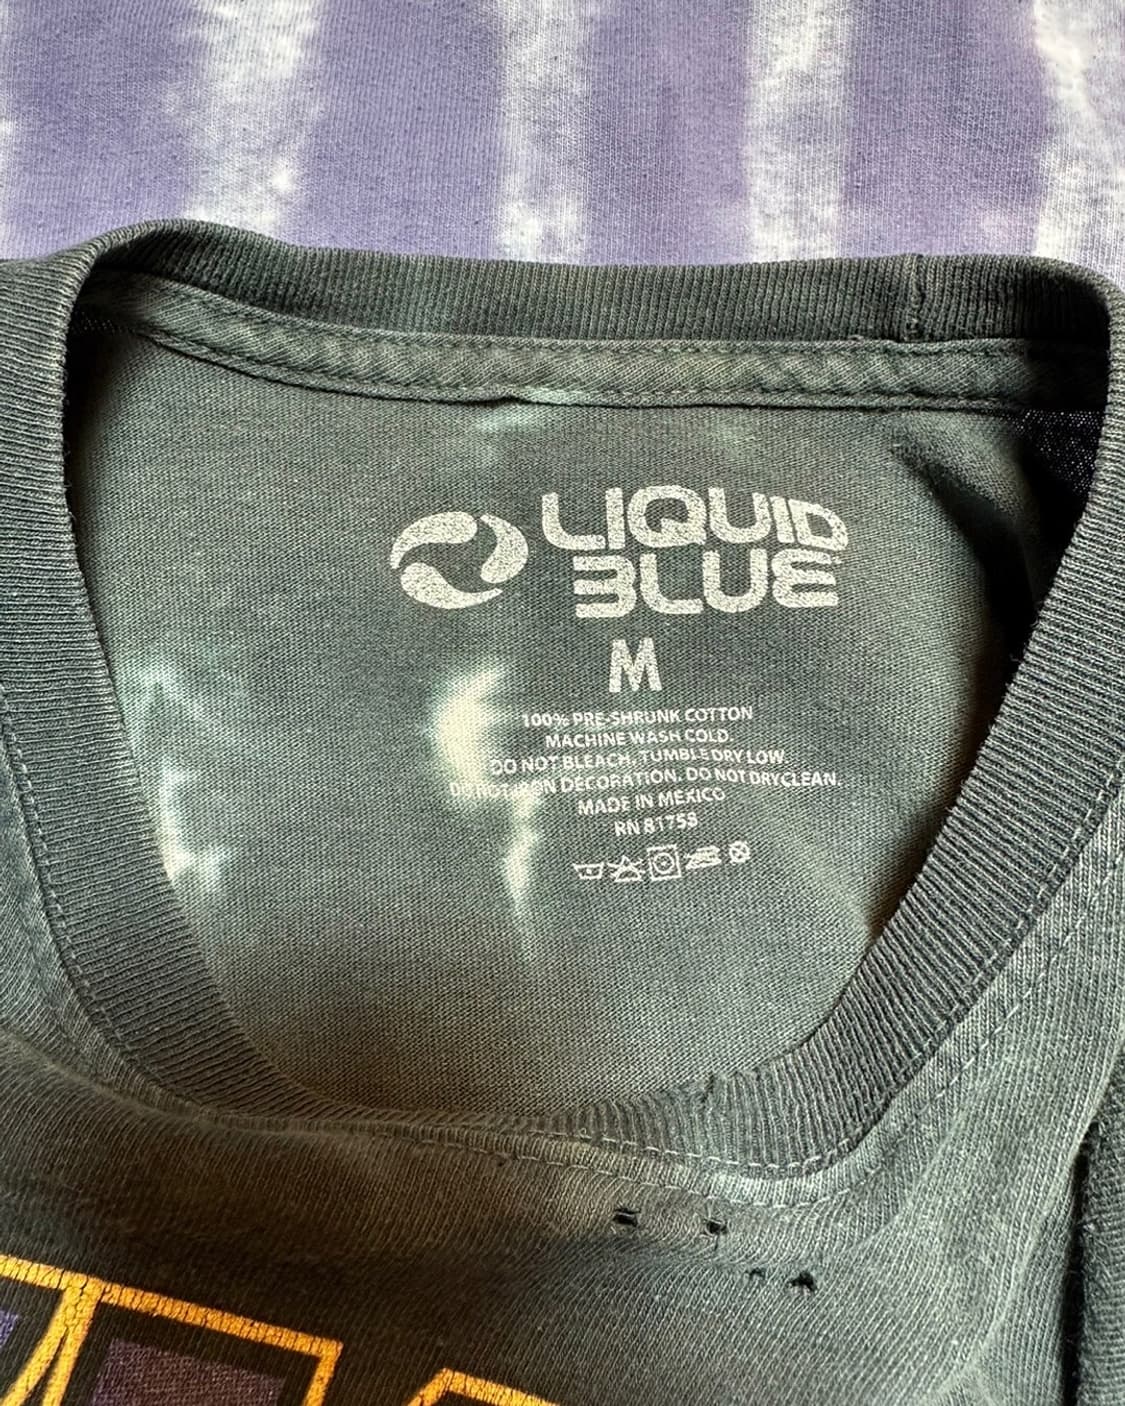 LIQUID
BLUE
M
100% PRE-SHRUNK COTTON
MACHINE WASH COLD.
DO NOT BLEACH. TUMBLE DRY LOW.
DO NOT IRON DECORATION. DO NOT DRYCLEAN.
MADE IN MEXICO
RN 81758